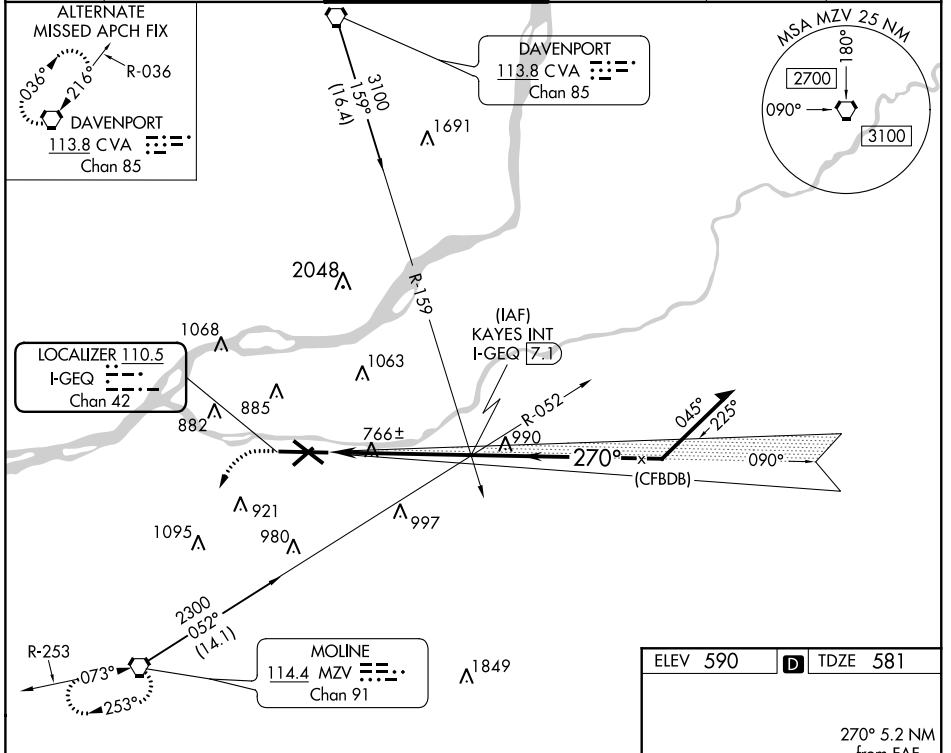 ALTERNATE
MISSED APCH FIX
R-036
036°
216°
DAVENPORT
113.8 CVA
Chan 85
3100
159°
(16.4)
DAVENPORT
113.8 CVA
Chan 85
MSA MZV 25 NM
180°
2700
090°
3100
1691
2048
R-159
(IAF)
KAYES INT
I-GEQ 7.1
1068
LOCALIZER 110.5
I-GEQ
Chan 42
1063
885
882
R-052
045°
225°
766±
990
270°
090°
(CFBDB)
921
997
1095
980
2300
052°
(14.1)
R-253
073°
253°
MOLINE
114.4 MZV
Chan 91
1849
ELEV 590 D TDZE 581
270° 5.2 NM
from FAF